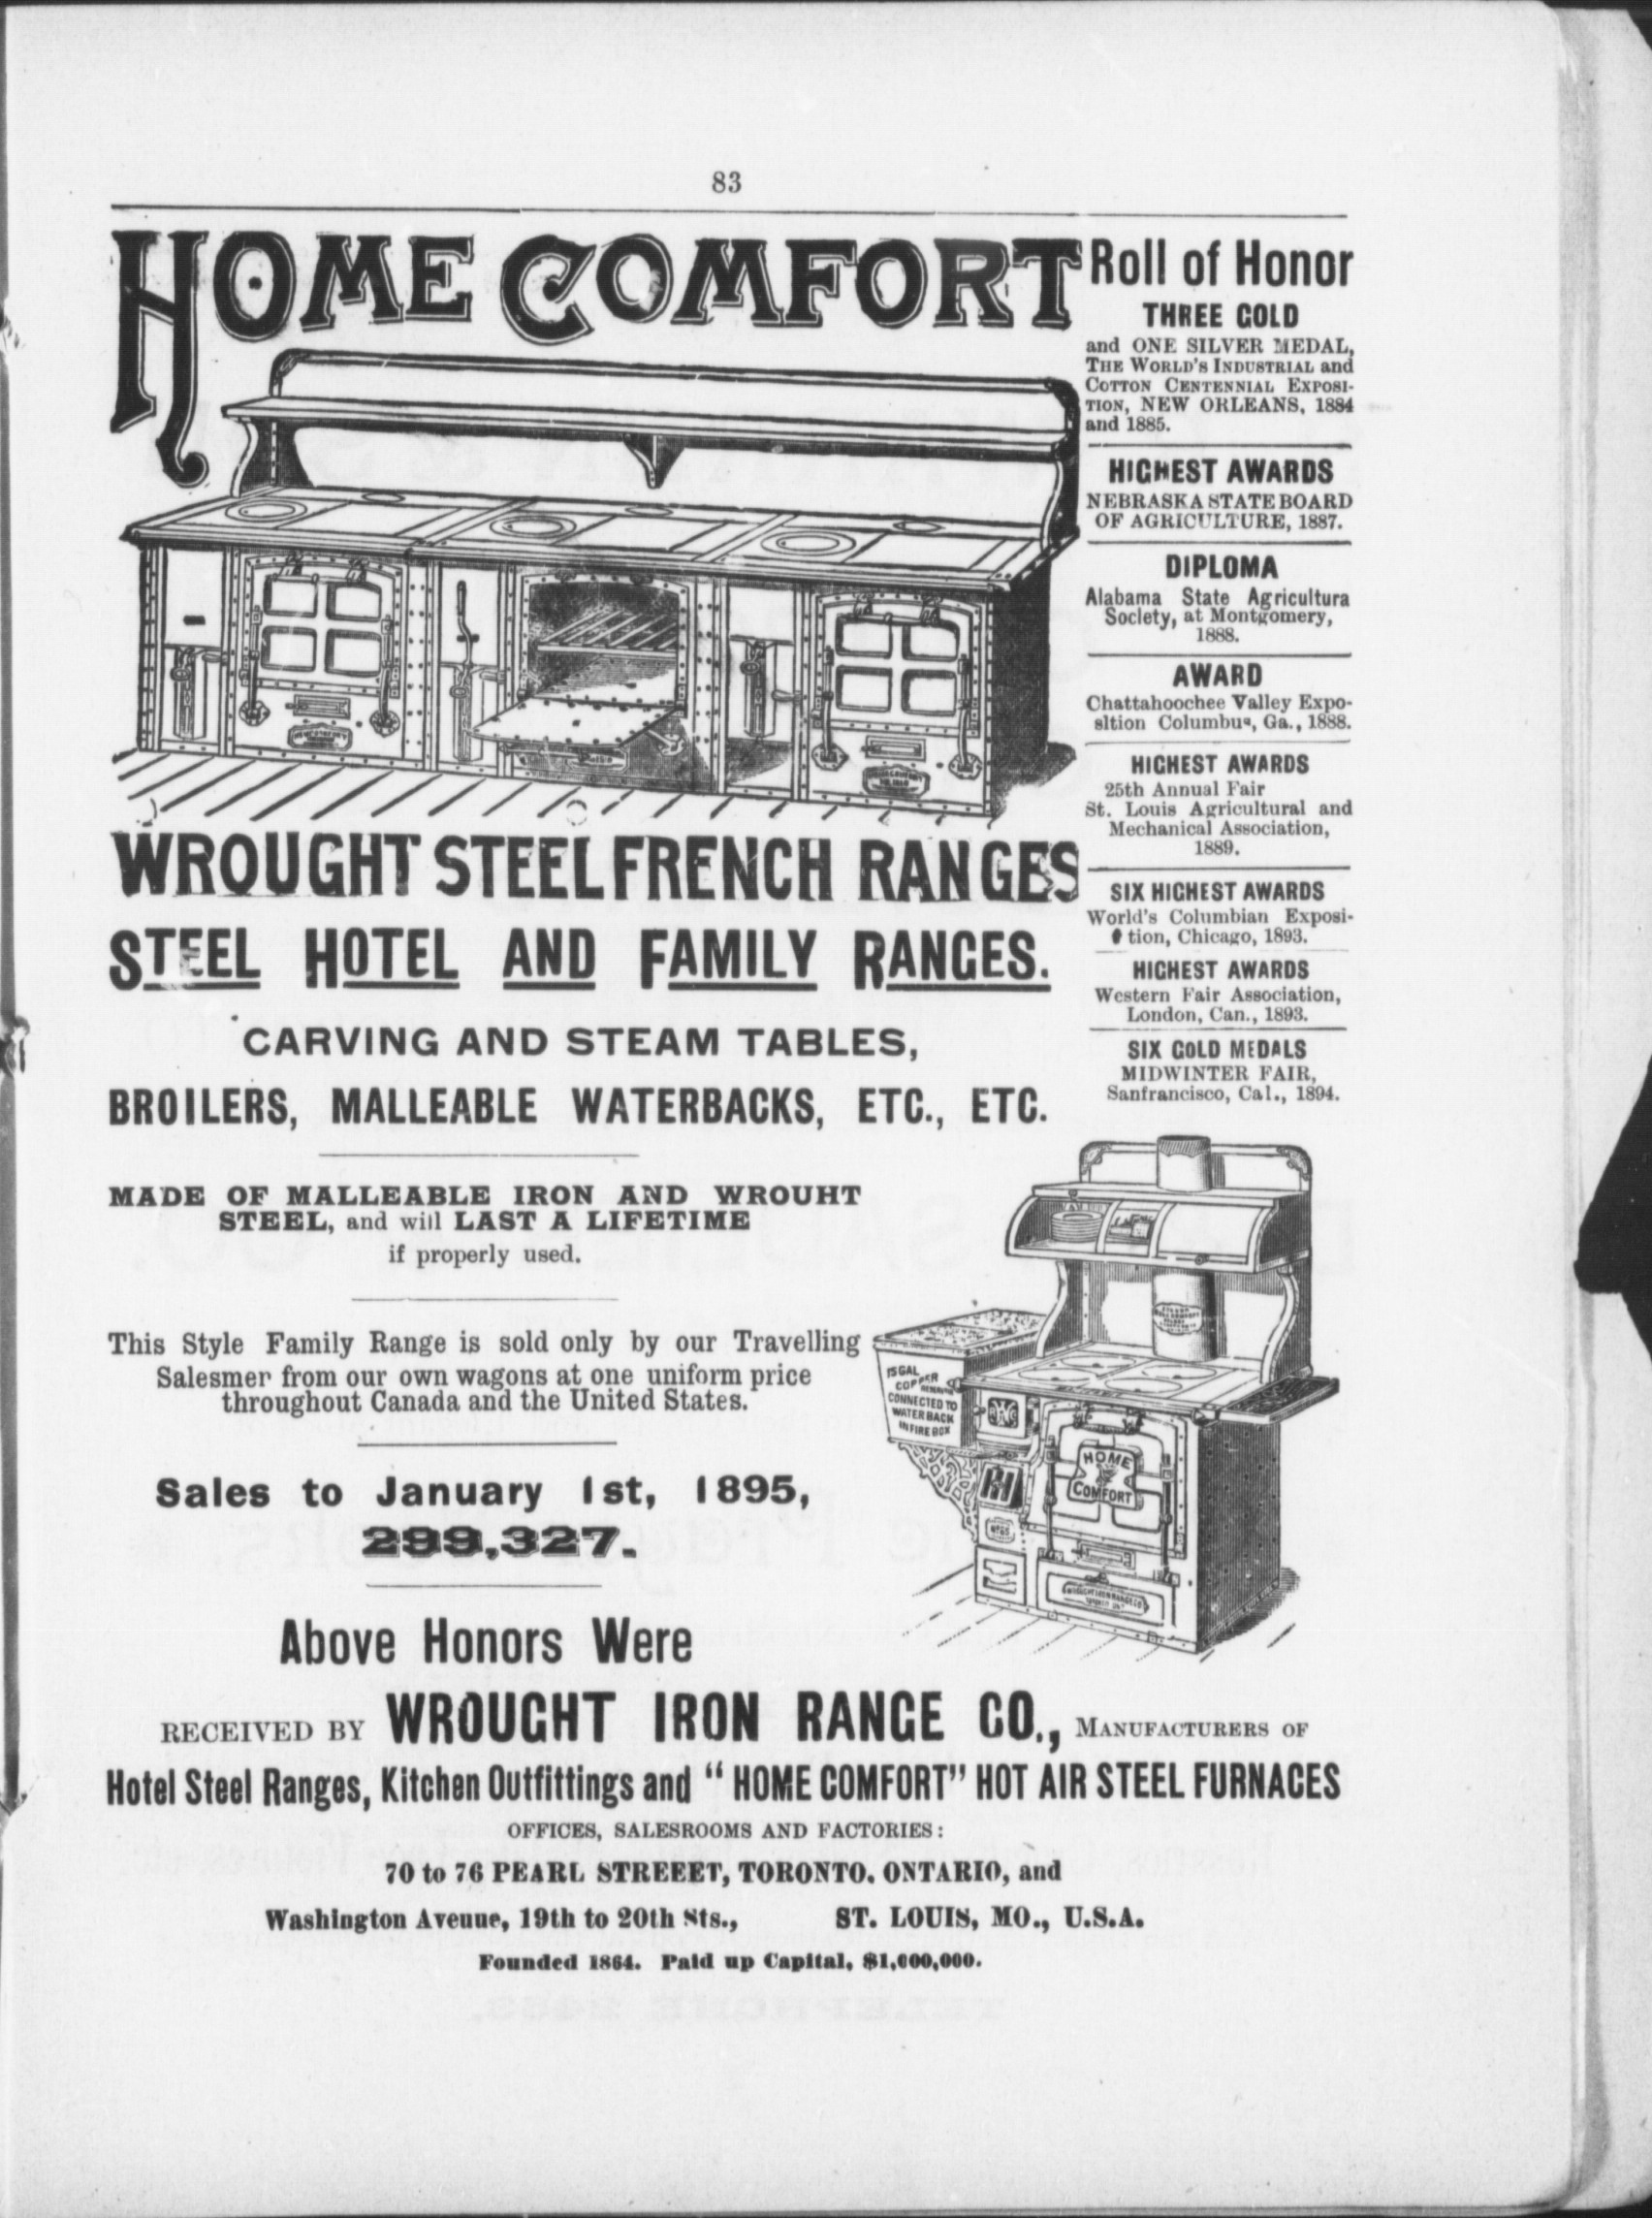 83
HOME COMFORT
Roll of Honor
THREE GOLD
and ONE SILVER MEDAL,
THE WORLD'S INDUSTRIAL and
COTTON CENTENNIAL EXPOSI-
TION, NEW ORLEANS, 1884
and 1885.
HIGHEST AWARDS
NEBRASKA STATE BOARD
OF AGRICULTURE, 1887.
DIPLOMA
Alabama State Agricultura
Society, at Montgomery,
1888.
AWARD
Chattahoochee Valley Expo-
sition Columbus, Ga., 1888.
HIGHEST AWARDS
25th Annual Fair
St. Louis Agricultural and
Mechanical Association,
1889.
SIX HIGHEST AWARDS
World's Columbian Exposi-
tion, Chicago, 1893.
HIGHEST AWARDS
Western Fair Association,
London, Can., 1893.
SIX GOLD MEDALS
MIDWINTER FAIR,
Sanfrancisco, Cal., 1894.
WROUGHT STEEL FRENCH RANGES
STEEL HOTEL AND FAMILY RANGES.
CARVING AND STEAM TABLES,
BROILERS, MALLEABLE WATERBACKS, ETC., ETC.
MADE OF MALLEABLE IRON AND WROUHT
STEEL, and will LAST A LIFETIME
if properly used.
This Style Family Range is sold only by our Travelling
Salesmer from our own wagons at one uniform price
throughout Canada and the United States.
15 GAL
COPPER
RESERVOIR
CONNECTED TO
WATER BACK
IN FIRE BOX
HOME
COMFORT
Sales to January 1st, 1895,
299,327.
Above Honors Were
RECEIVED BY WROUGHT IRON RANGE CO., MANUFACTURERS OF
Hotel Steel Ranges, Kitchen Outfittings and "HOME COMFORT" HOT AIR STEEL FURNACES
OFFICES, SALESROOMS AND FACTORIES:
70 to 76 PEARL STREEET, TORONTO. ONTARIO, and
Washington Avenue, 19th to 20th Sts., ST. LOUIS, MO., U.S.A.
Founded 1864. Paid up Capital, $1,000,000.